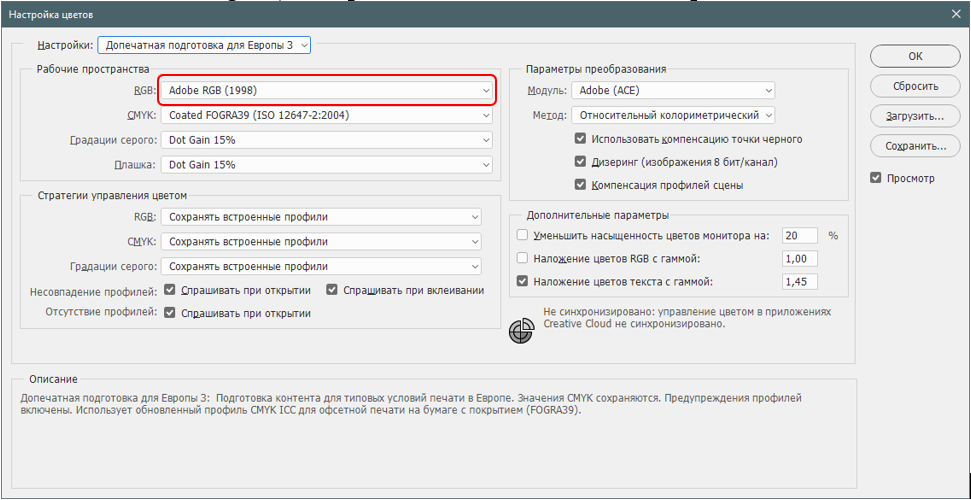 Настройка цветов
Настройки: Допечатная подготовка для Европы 3
Рабочие пространства
RGB: Adobe RGB (1998)
CMYK: Coated FOGRA39 (ISO 12647-2:2004)
Градации серого: Dot Gain 15%
Плашка: Dot Gain 15%
Стратегии управления цветом
RGB: Сохранять встроенные профили
CMYK: Сохранять встроенные профили
Градации серого: Сохранять встроенные профили
Несовпадение профилей: Спрашивать при открытии Спрашивать при вклеивании
Отсутствие профилей: Спрашивать при открытии
Параметры преобразования
Модуль: Adobe (ACE)
Метод: Относительный колориметрический
Использовать компенсацию точки черного
Дизеринг (изображения 8 бит/канал)
Компенсация профилей сцены
Дополнительные параметры
Уменьшить насыщенность цветов монитора на: 20 %
Наложение цветов RGB с гаммой: 1,00
Наложение цветов текста с гаммой: 1,45
Не синхронизировано: управление цветом в приложениях
Creative Cloud не синхронизировано.
ОК
Сбросить
Загрузить...
Сохранить...
Просмотр
Описание
Допечатная подготовка для Европы 3: Подготовка контента для типовых условий печати в Европе. Значения CMYK сохраняются. Предупреждения профилей
включены. Использует обновленный профиль CMYK ICC для офсетной печати на бумаге с покрытием (FOGRA39).